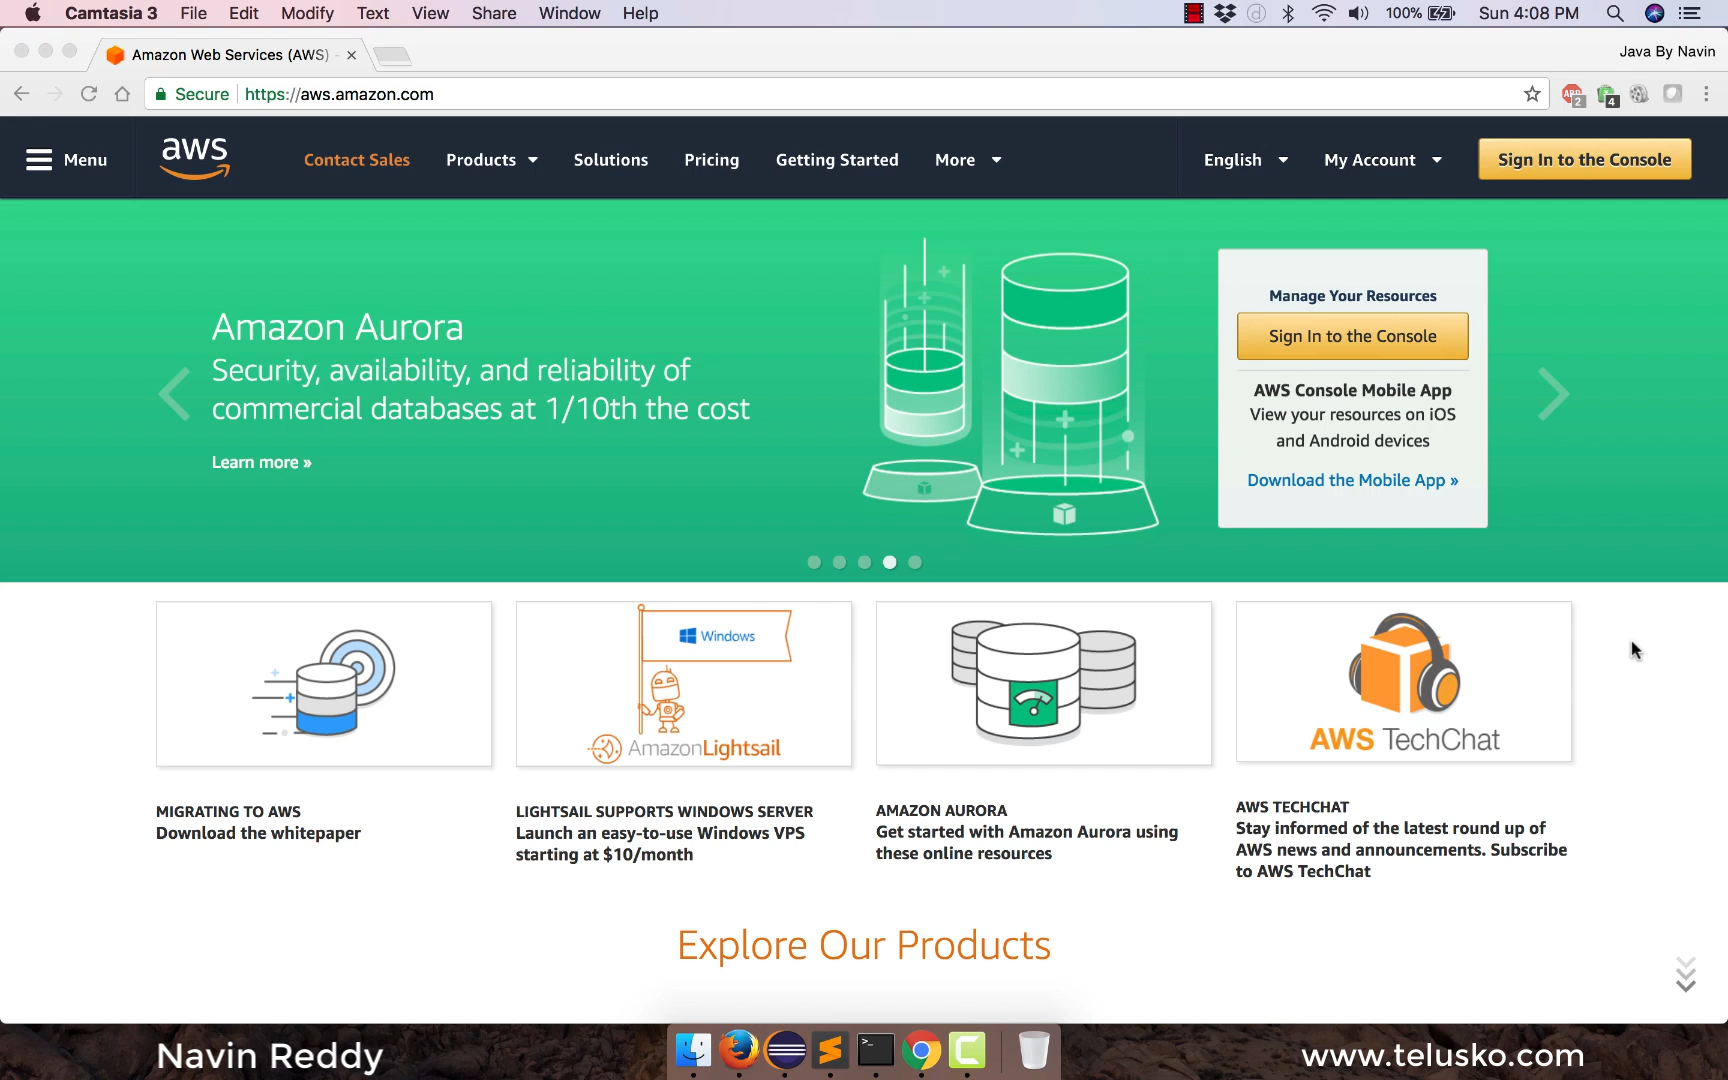 Camtasia 3 File Edit Modify Text View Share Window Help 100% Sun 4:08 PM
Amazon Web Services (AWS) - Java By Navin
Secure https://aws.amazon.com ABP 2 4
Menu aws Contact Sales Products Solutions Pricing Getting Started More English My Account Sign In to the Console
Amazon Aurora
Security, availability, and reliability of
commercial databases at 1/10th the cost
Learn more »
Manage Your Resources
Sign In to the Console
AWS Console Mobile App
View your resources on iOS
and Android devices
Download the Mobile App »
Windows
AmazonLightsail
AWS TechChat
MIGRATING TO AWS
Download the whitepaper
LIGHTSAIL SUPPORTS WINDOWS SERVER
Launch an easy-to-use Windows VPS
starting at $10/month
AMAZON AURORA
Get started with Amazon Aurora using
these online resources
AWS TECHCHAT
Stay informed of the latest round up of
AWS news and announcements. Subscribe
to AWS TechChat
Explore Our Products
Navin Reddy
www.telusko.com